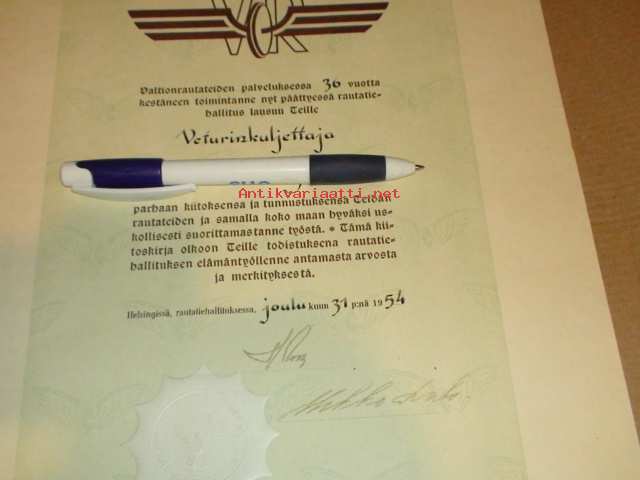 VR
Valtionrautateiden palveluksessa 36 vuotta
kestäneen toimintanne nyt päättyessä rautatie-
hallitus lausuu Teille
Veturinkuljettaja
Antikvariaatti.net
parhaan kiitoksensa ja tunnustuksensa Teidän
rautateiden ja samalla koko maan hyväksi us-
kollisesti suorittamastanne työstä. * Tämä kii-
toskirja olkoon Teille todistuksena rautatie-
hallituksen elämäntyöllenne antamasta arvosta
ja merkityksestä.
Helsingissä, rautatiehallituksessa, joulu kuun 31 p:nä 1954